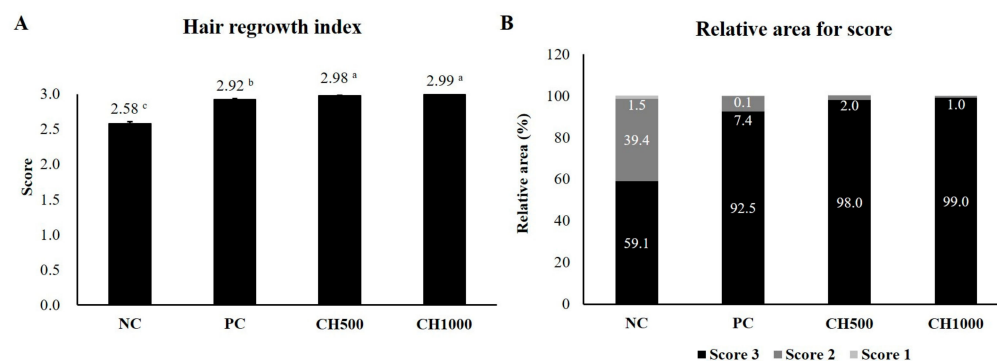 A
Hair regrowth index
2.58 c
2.92 b
2.98 a
2.99 a
3.0
2.5
2.0
1.5
1.0
0.5
0.0
Score
NC
PC
CH500
CH1000
B
Relative area for score
120
100
80
60
40
20
0
Relative area (%)
1.5
39.4
59.1
0.1
7.4
92.5
2.0
98.0
1.0
99.0
NC
PC
CH500
CH1000
Score 3
Score 2
Score 1